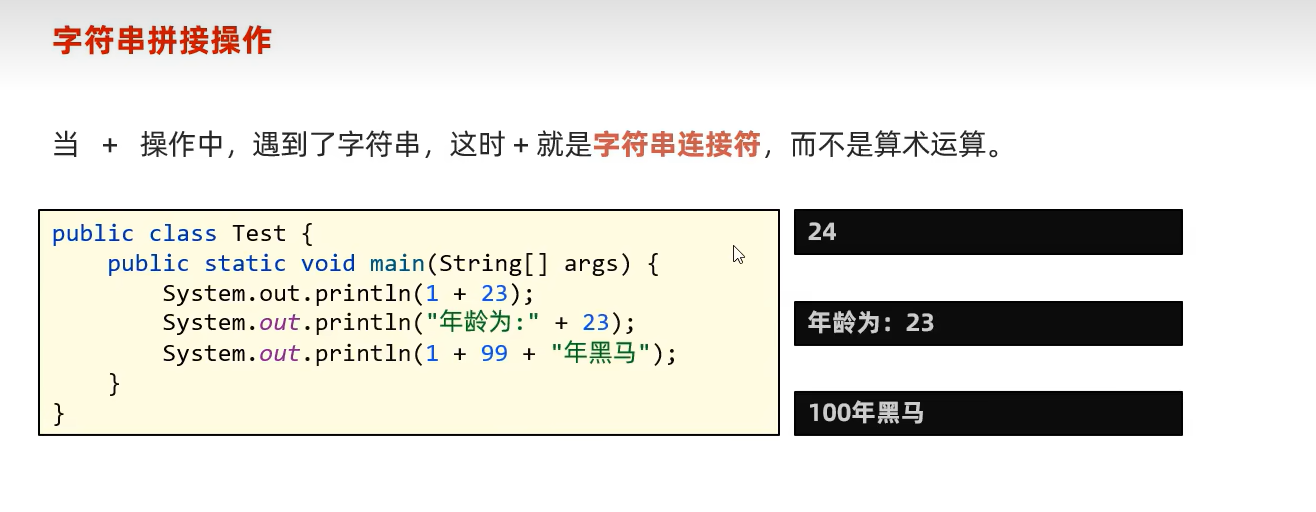 字符串拼接操作
当 + 操作中，遇到了字符串，这时 + 就是字符串连接符，而不是算术运算。
public class Test {
    public static void main(String[] args) {
        System.out.println(1 + 23);
        System.out.println("年龄为:" + 23);
        System.out.println(1 + 99 + "年黑马");
    }
}
24
年龄为：23
100年黑马